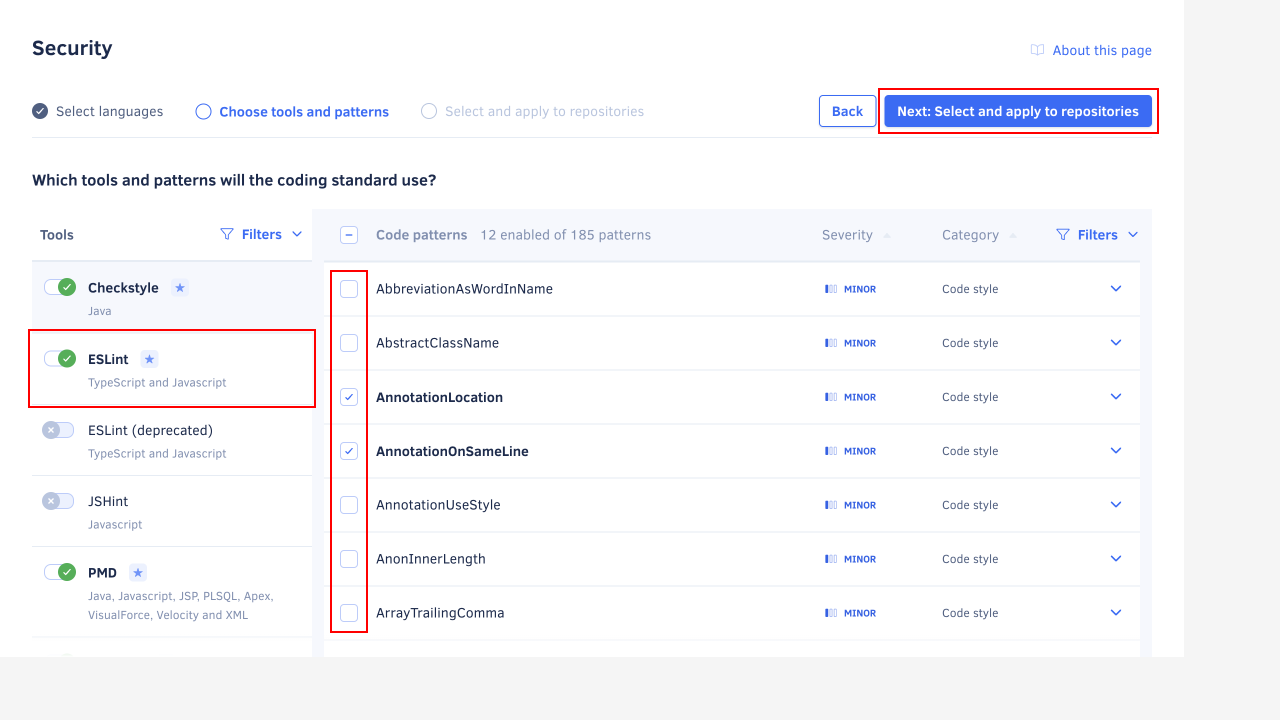 Security
About this page
Select languages
Choose tools and patterns
Select and apply to repositories
Back
Next: Select and apply to repositories
Which tools and patterns will the coding standard use?
Tools
Filters
Code patterns
12 enabled of 185 patterns
Severity
Category
Filters
Checkstyle
Java
ESLint
TypeScript and Javascript
ESLint (deprecated)
TypeScript and Javascript
JSHint
Javascript
PMD
Java, Javascript, JSP, PLSQL, Apex,
VisualForce, Velocity and XML
AbbreviationAsWordInName
MINOR
Code style
AbstractClassName
MINOR
Code style
AnnotationLocation
MINOR
Code style
AnnotationOnSameLine
MINOR
Code style
AnnotationUseStyle
MINOR
Code style
AnonInnerLength
MINOR
Code style
ArrayTrailingComma
MINOR
Code style